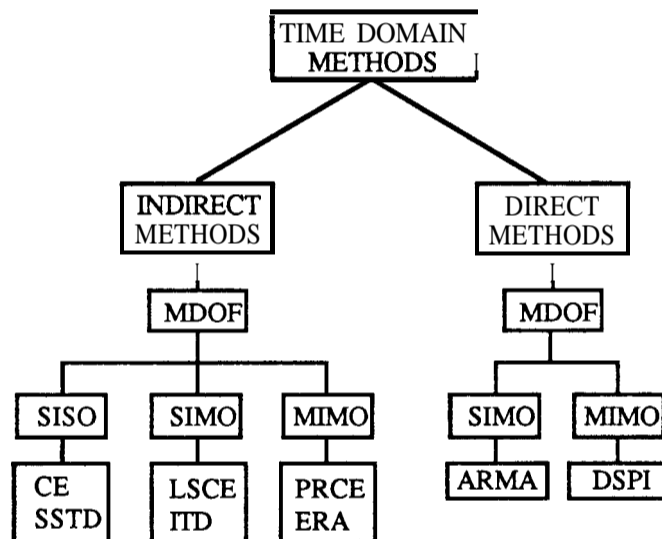 TIME DOMAIN
METHODS
INDIRECT
METHODS
DIRECT
METHODS
MDOF
MDOF
SISO
SIMO
MIMO
SIMO
MIMO
CE
SSTD
LSCE
ITD
PRCE
ERA
ARMA
DSPI